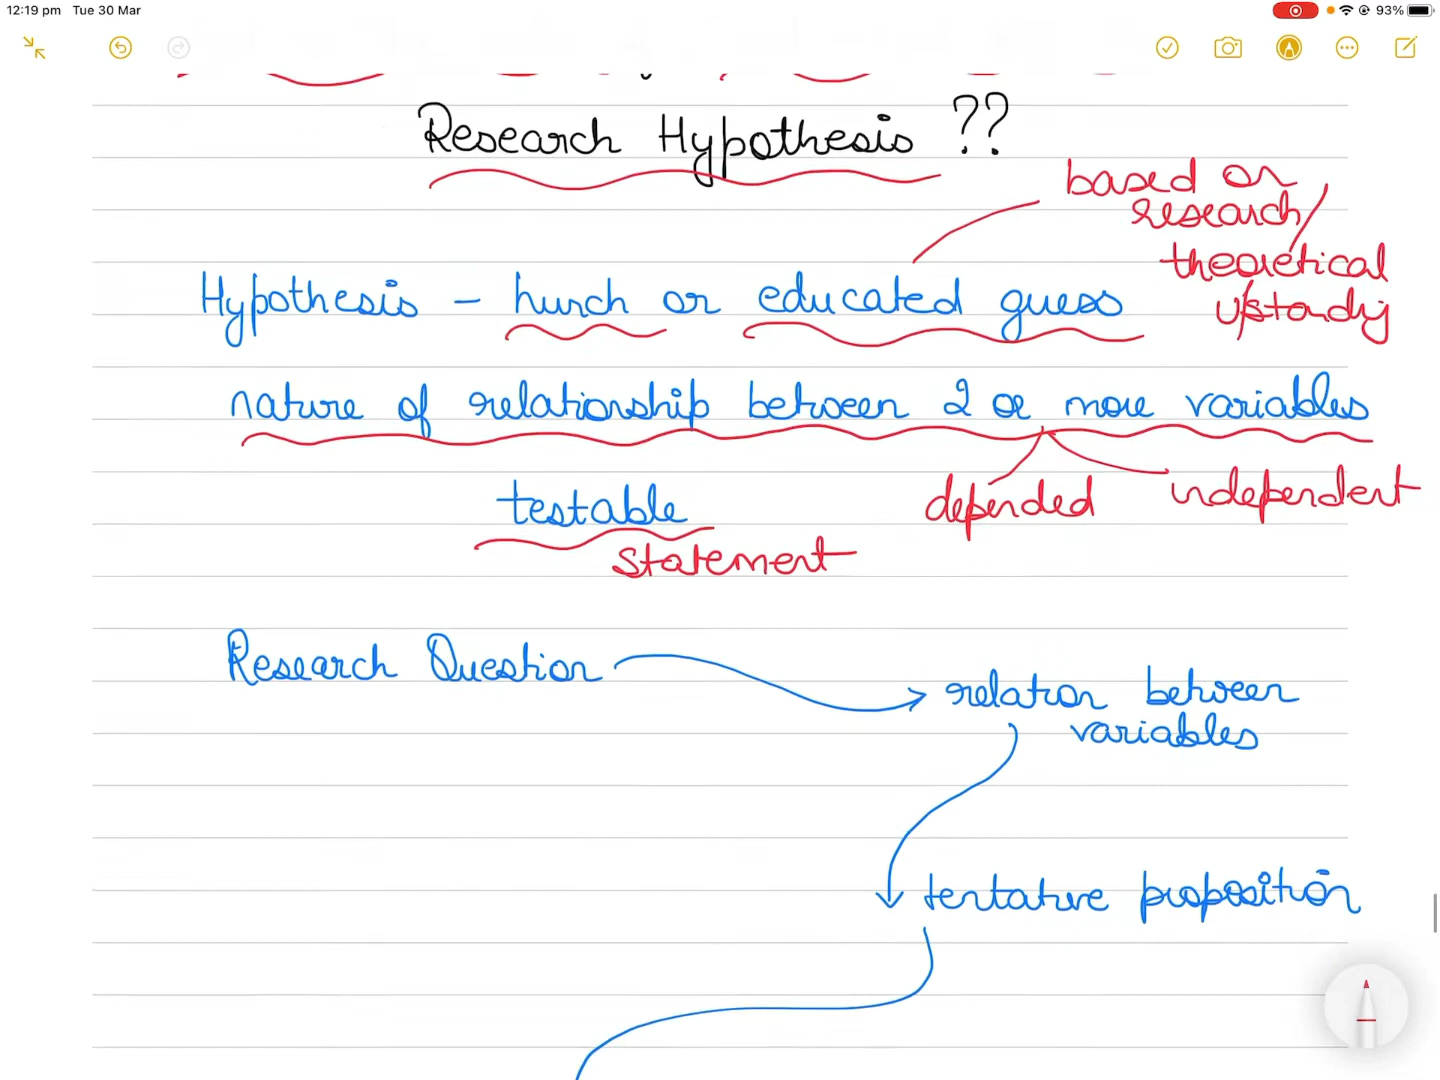 12:19 pm Tue 30 Mar
93%
Research Hypothesis ??
based on
research/
theoretical
Hypothesis - hunch or educated guess
nature of relationship between 2 or more variables
depended independent
testable
statement
Research Question
relation between
variables
tentative proposition